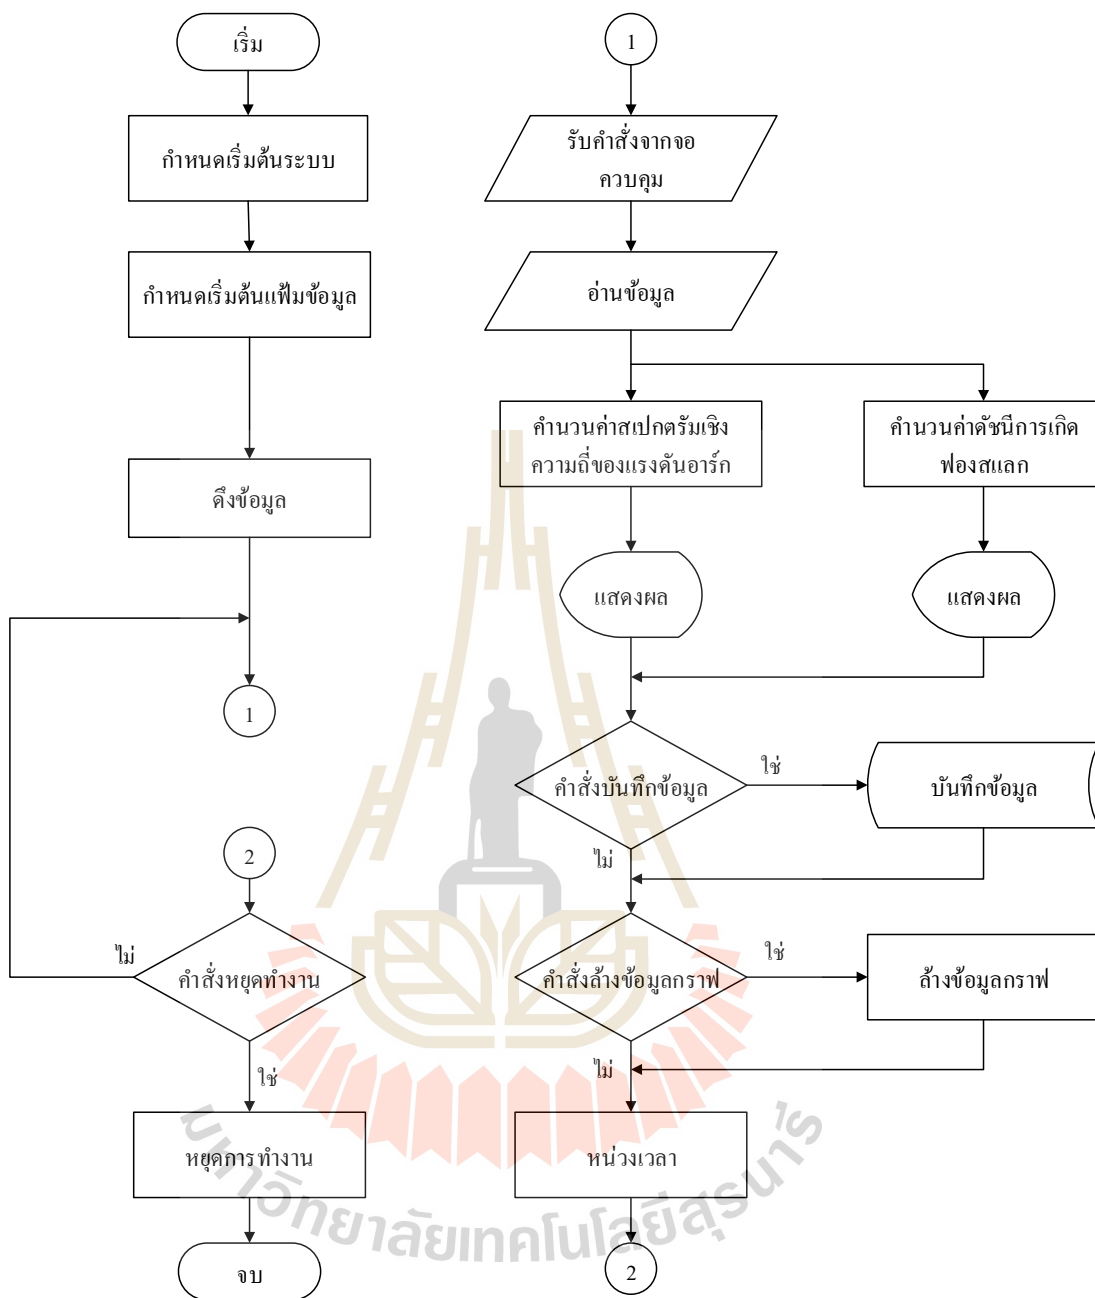 เริ่ม
กำหนดเริ่มต้นระบบ
กำหนดเริ่มต้นแฟ้มข้อมูล
ดึงข้อมูล
1
2
คำสั่งหยุดทำงาน
ไม่
ใช่
หยุดการทำงาน
จบ
1
รับคำสั่งจากจอ
ควบคุม
อ่านข้อมูล
คำนวนค่าสเปกตรัมเชิง
ความถี่ของแรงดันอาร์ก
คำนวนค่าดัชนีการเกิด
ฟองสแลก
แสดงผล
แสดงผล
คำสั่งบันทึกข้อมูล
ใช่
บันทึกข้อมูล
ไม่
คำสั่งล้างข้อมูลกราฟ
ใช่
ล้างข้อมูลกราฟ
ไม่
หน่วงเวลา
2
มหาวิทยาลัยเทคโนโลยีสุรนารี